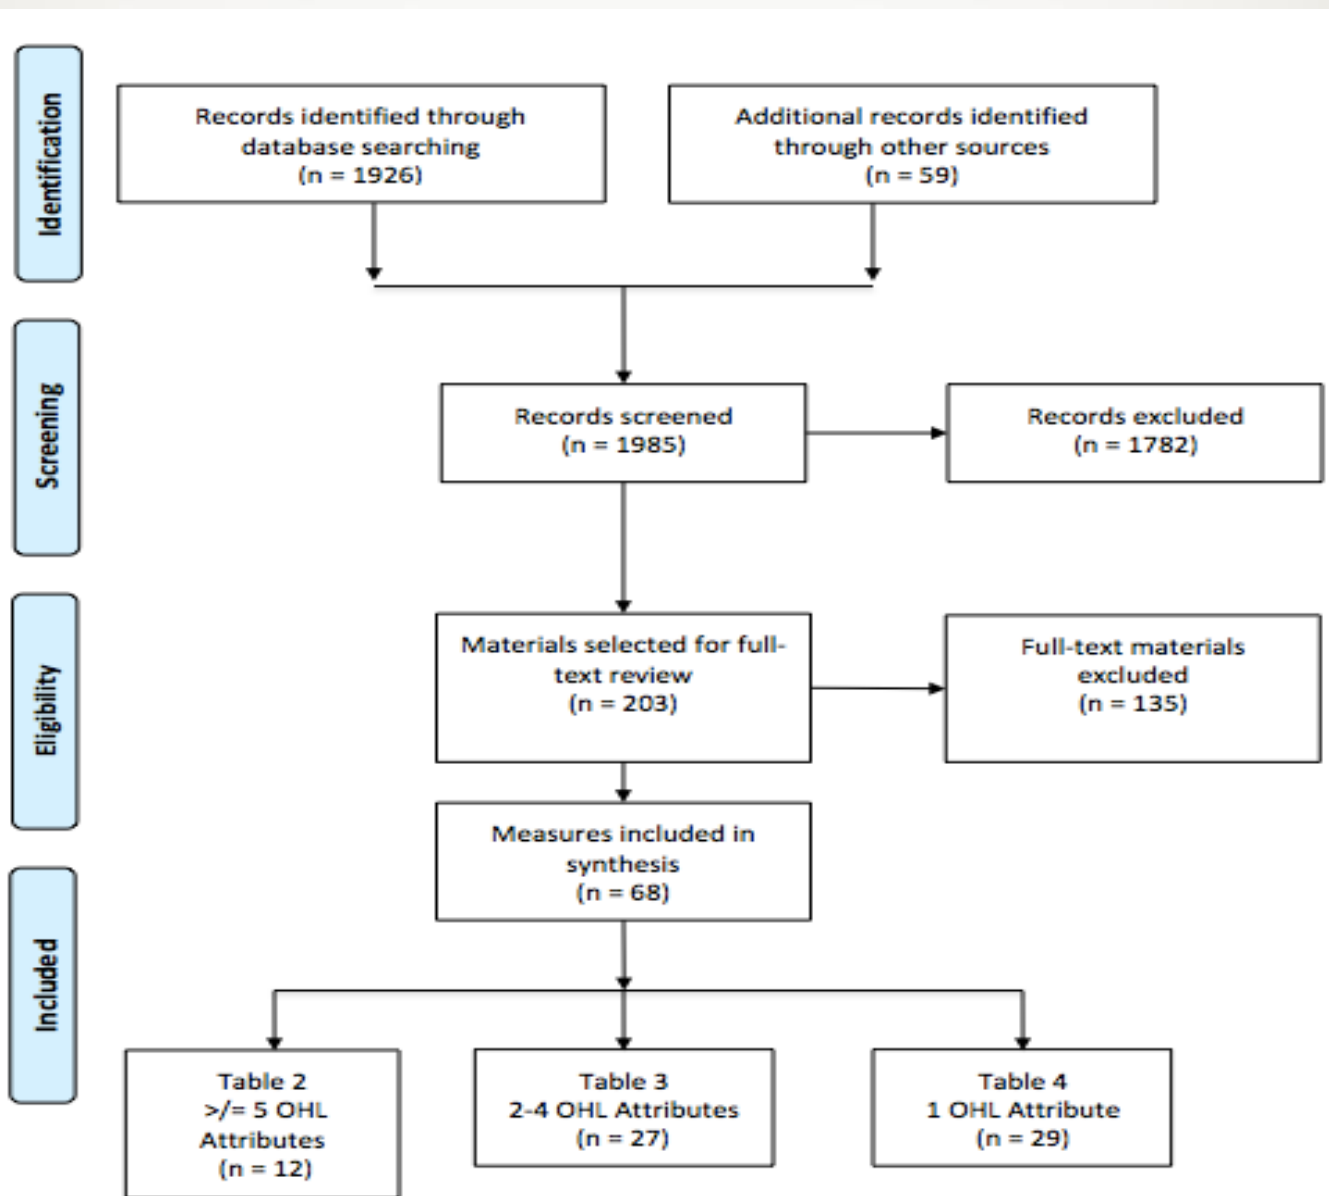 Identification
Records identified through
database searching
(n = 1926)
Additional records identified
through other sources
(n = 59)
Screening
Records screened
(n = 1985)
Records excluded
(n = 1782)
Eligibility
Materials selected for full-
text review
(n = 203)
Full-text materials
excluded
(n = 135)
Measures included in
synthesis
(n = 68)
Included
Table 2
>/= 5 OHL
Attributes
(n = 12)
Table 3
2-4 OHL Attributes
(n = 27)
Table 4
1 OHL Attribute
(n = 29)